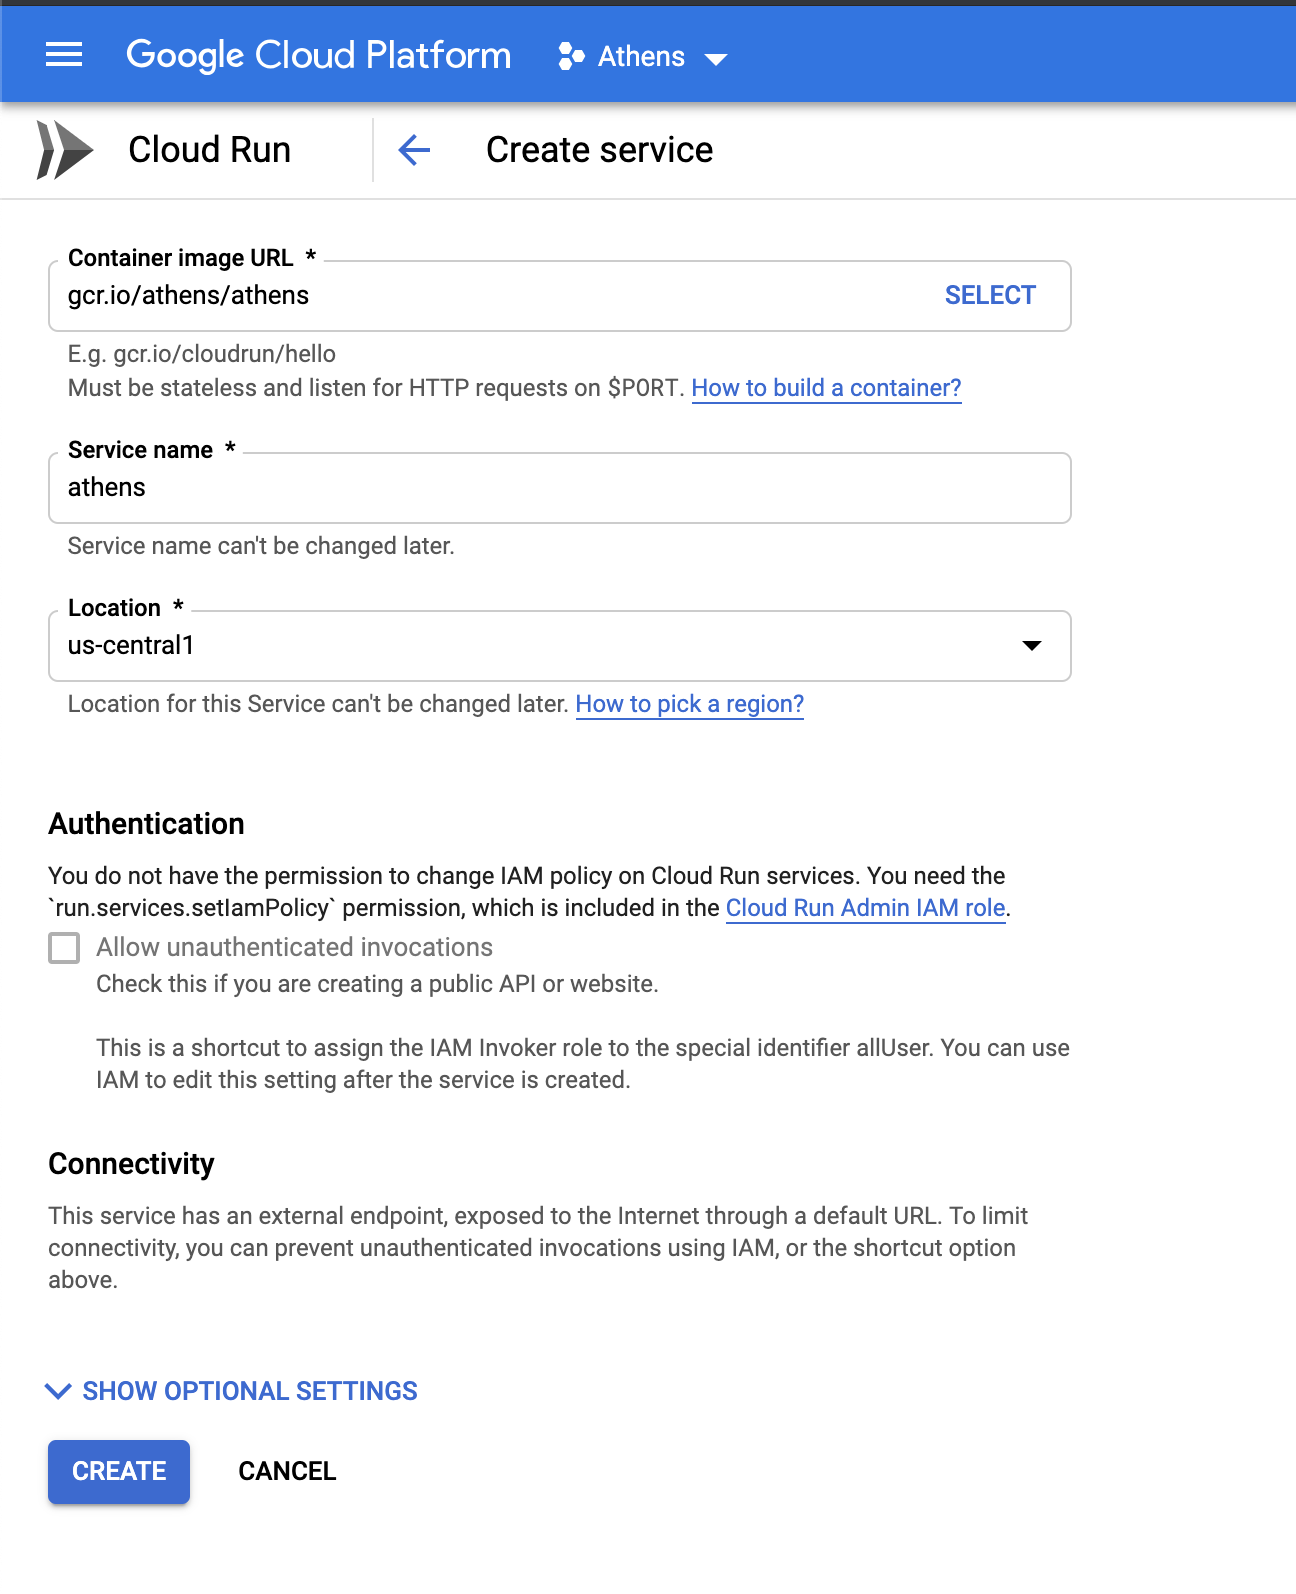 Google Cloud Platform Athens
Cloud Run Create service
Container image URL *
gcr.io/athens/athens SELECT
E.g. gcr.io/cloudrun/hello
Must be stateless and listen for HTTP requests on $PORT. How to build a container?
Service name *
athens
Service name can't be changed later.
Location *
us-central1
Location for this Service can't be changed later. How to pick a region?
Authentication
You do not have the permission to change IAM policy on Cloud Run services. You need the
`run.services.setIamPolicy` permission, which is included in the Cloud Run Admin IAM role.
Allow unauthenticated invocations
Check this if you are creating a public API or website.
This is a shortcut to assign the IAM Invoker role to the special identifier allUser. You can use
IAM to edit this setting after the service is created.
Connectivity
This service has an external endpoint, exposed to the Internet through a default URL. To limit
connectivity, you can prevent unauthenticated invocations using IAM, or the shortcut option
above.
SHOW OPTIONAL SETTINGS
CREATE CANCEL